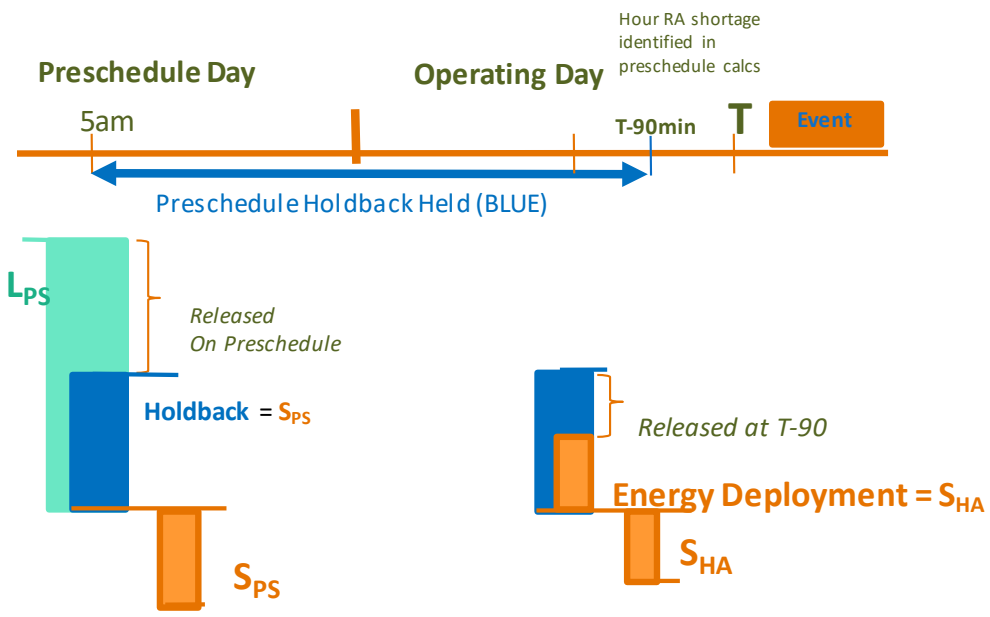 Hour RA shortage
identified in
preschedule calcs
Preschedule Day
Operating Day
5am
T-90min
T
Event
Preschedule Holdback Held (BLUE)
LPS
Released
On Preschedule
Holdback = SPS
Released at T-90
Energy Deployment = SHA
SPS
SHA